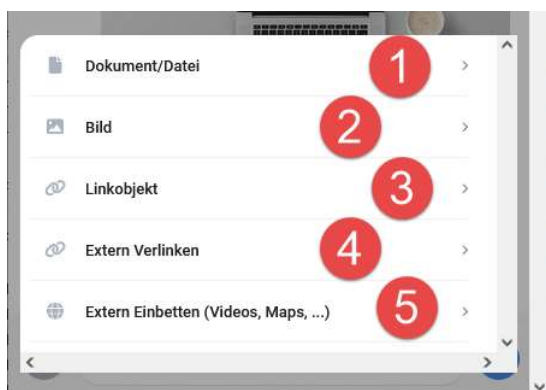 Dokument/Datei 1
Bild 2
Linkobjekt 3
Extern Verlinken 4
Extern Einbetten (Videos, Maps, ...) 5